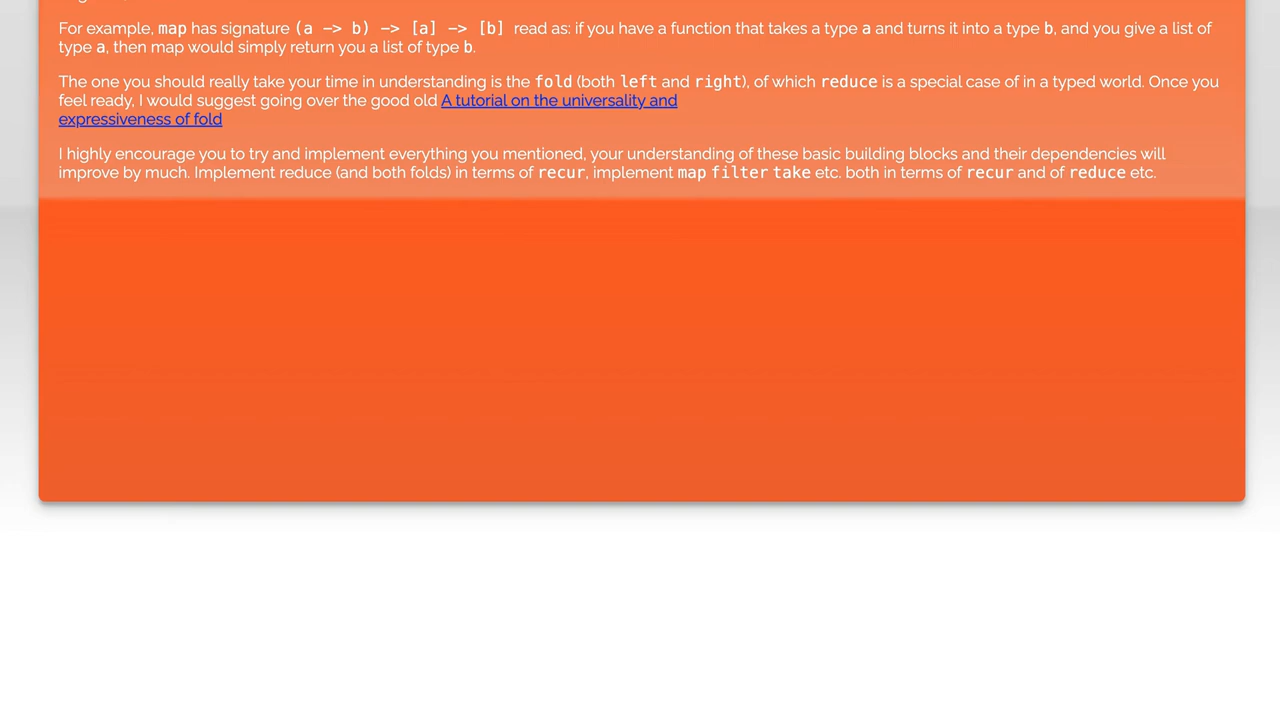 For example, map has signature (a -> b) -> [a] -> [b] read as: if you have a function that takes a type a and turns it into a type b, and you give a list of
type a, then map would simply return you a list of type b.
The one you should really take your time in understanding is the fold (both left and right), of which reduce is a special case of in a typed world. Once you
feel ready, I would suggest going over the good old A tutorial on the universality and
expressiveness of fold
I highly encourage you to try and implement everything you mentioned, your understanding of these basic building blocks and their dependencies will
improve by much. Implement reduce (and both folds) in terms of recur, implement map filter take etc. both in terms of recur and of reduce etc.